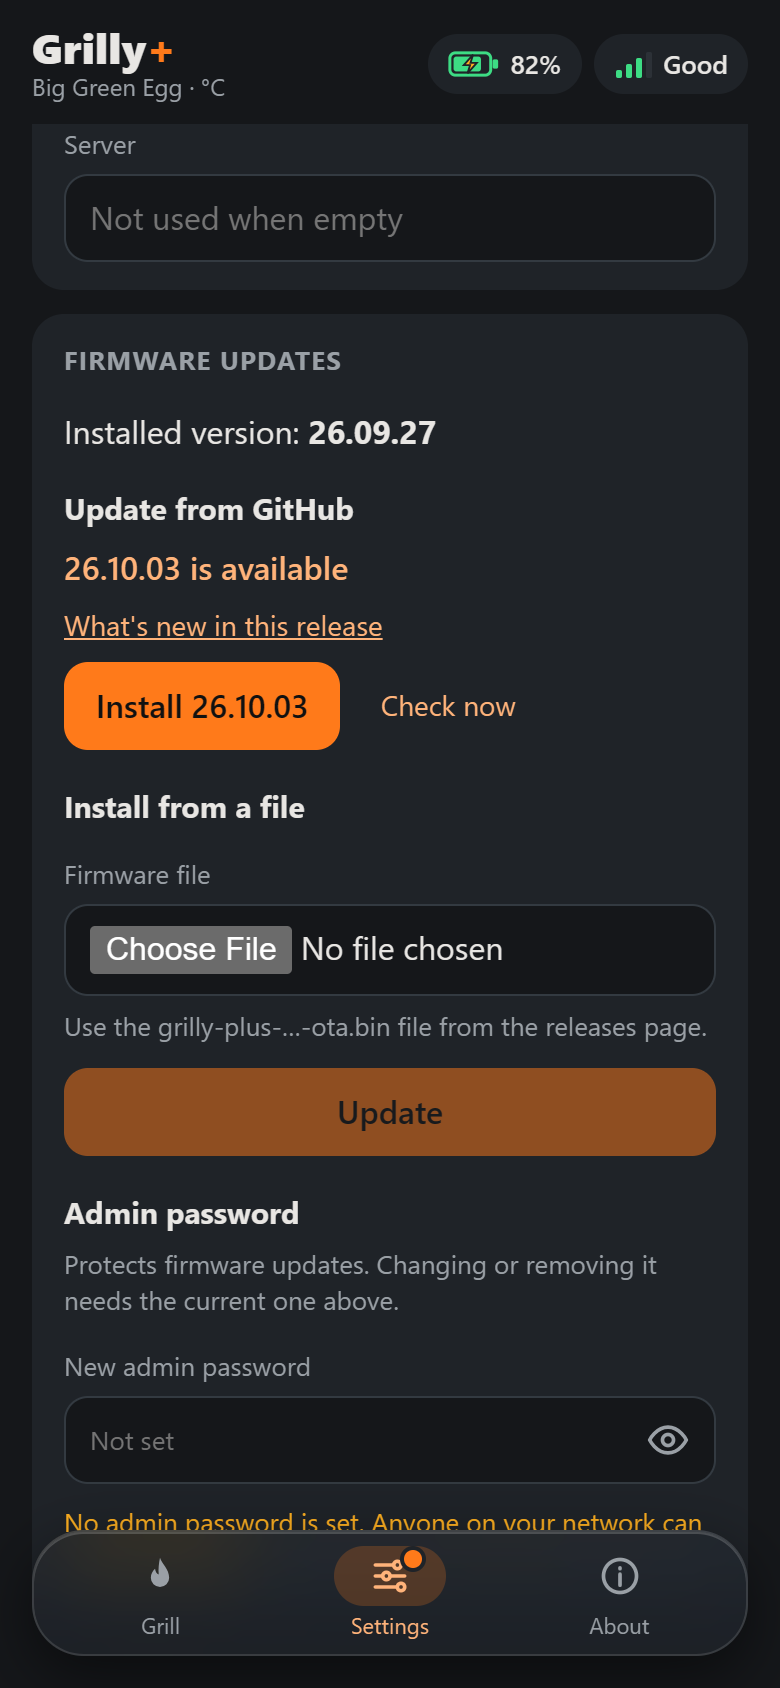 Grilly+
Big Green Egg · °C
82%
Good
Server
Not used when empty
FIRMWARE UPDATES
Installed version: 26.09.27
Update from GitHub
26.10.03 is available
What's new in this release
Install 26.10.03
Check now
Install from a file
Firmware file
Choose File No file chosen
Use the grilly-plus-...-ota.bin file from the releases page.
Update
Admin password
Protects firmware updates. Changing or removing it
needs the current one above.
New admin password
Not set
No admin password is set. Anyone on your network can
Grill
Settings
About